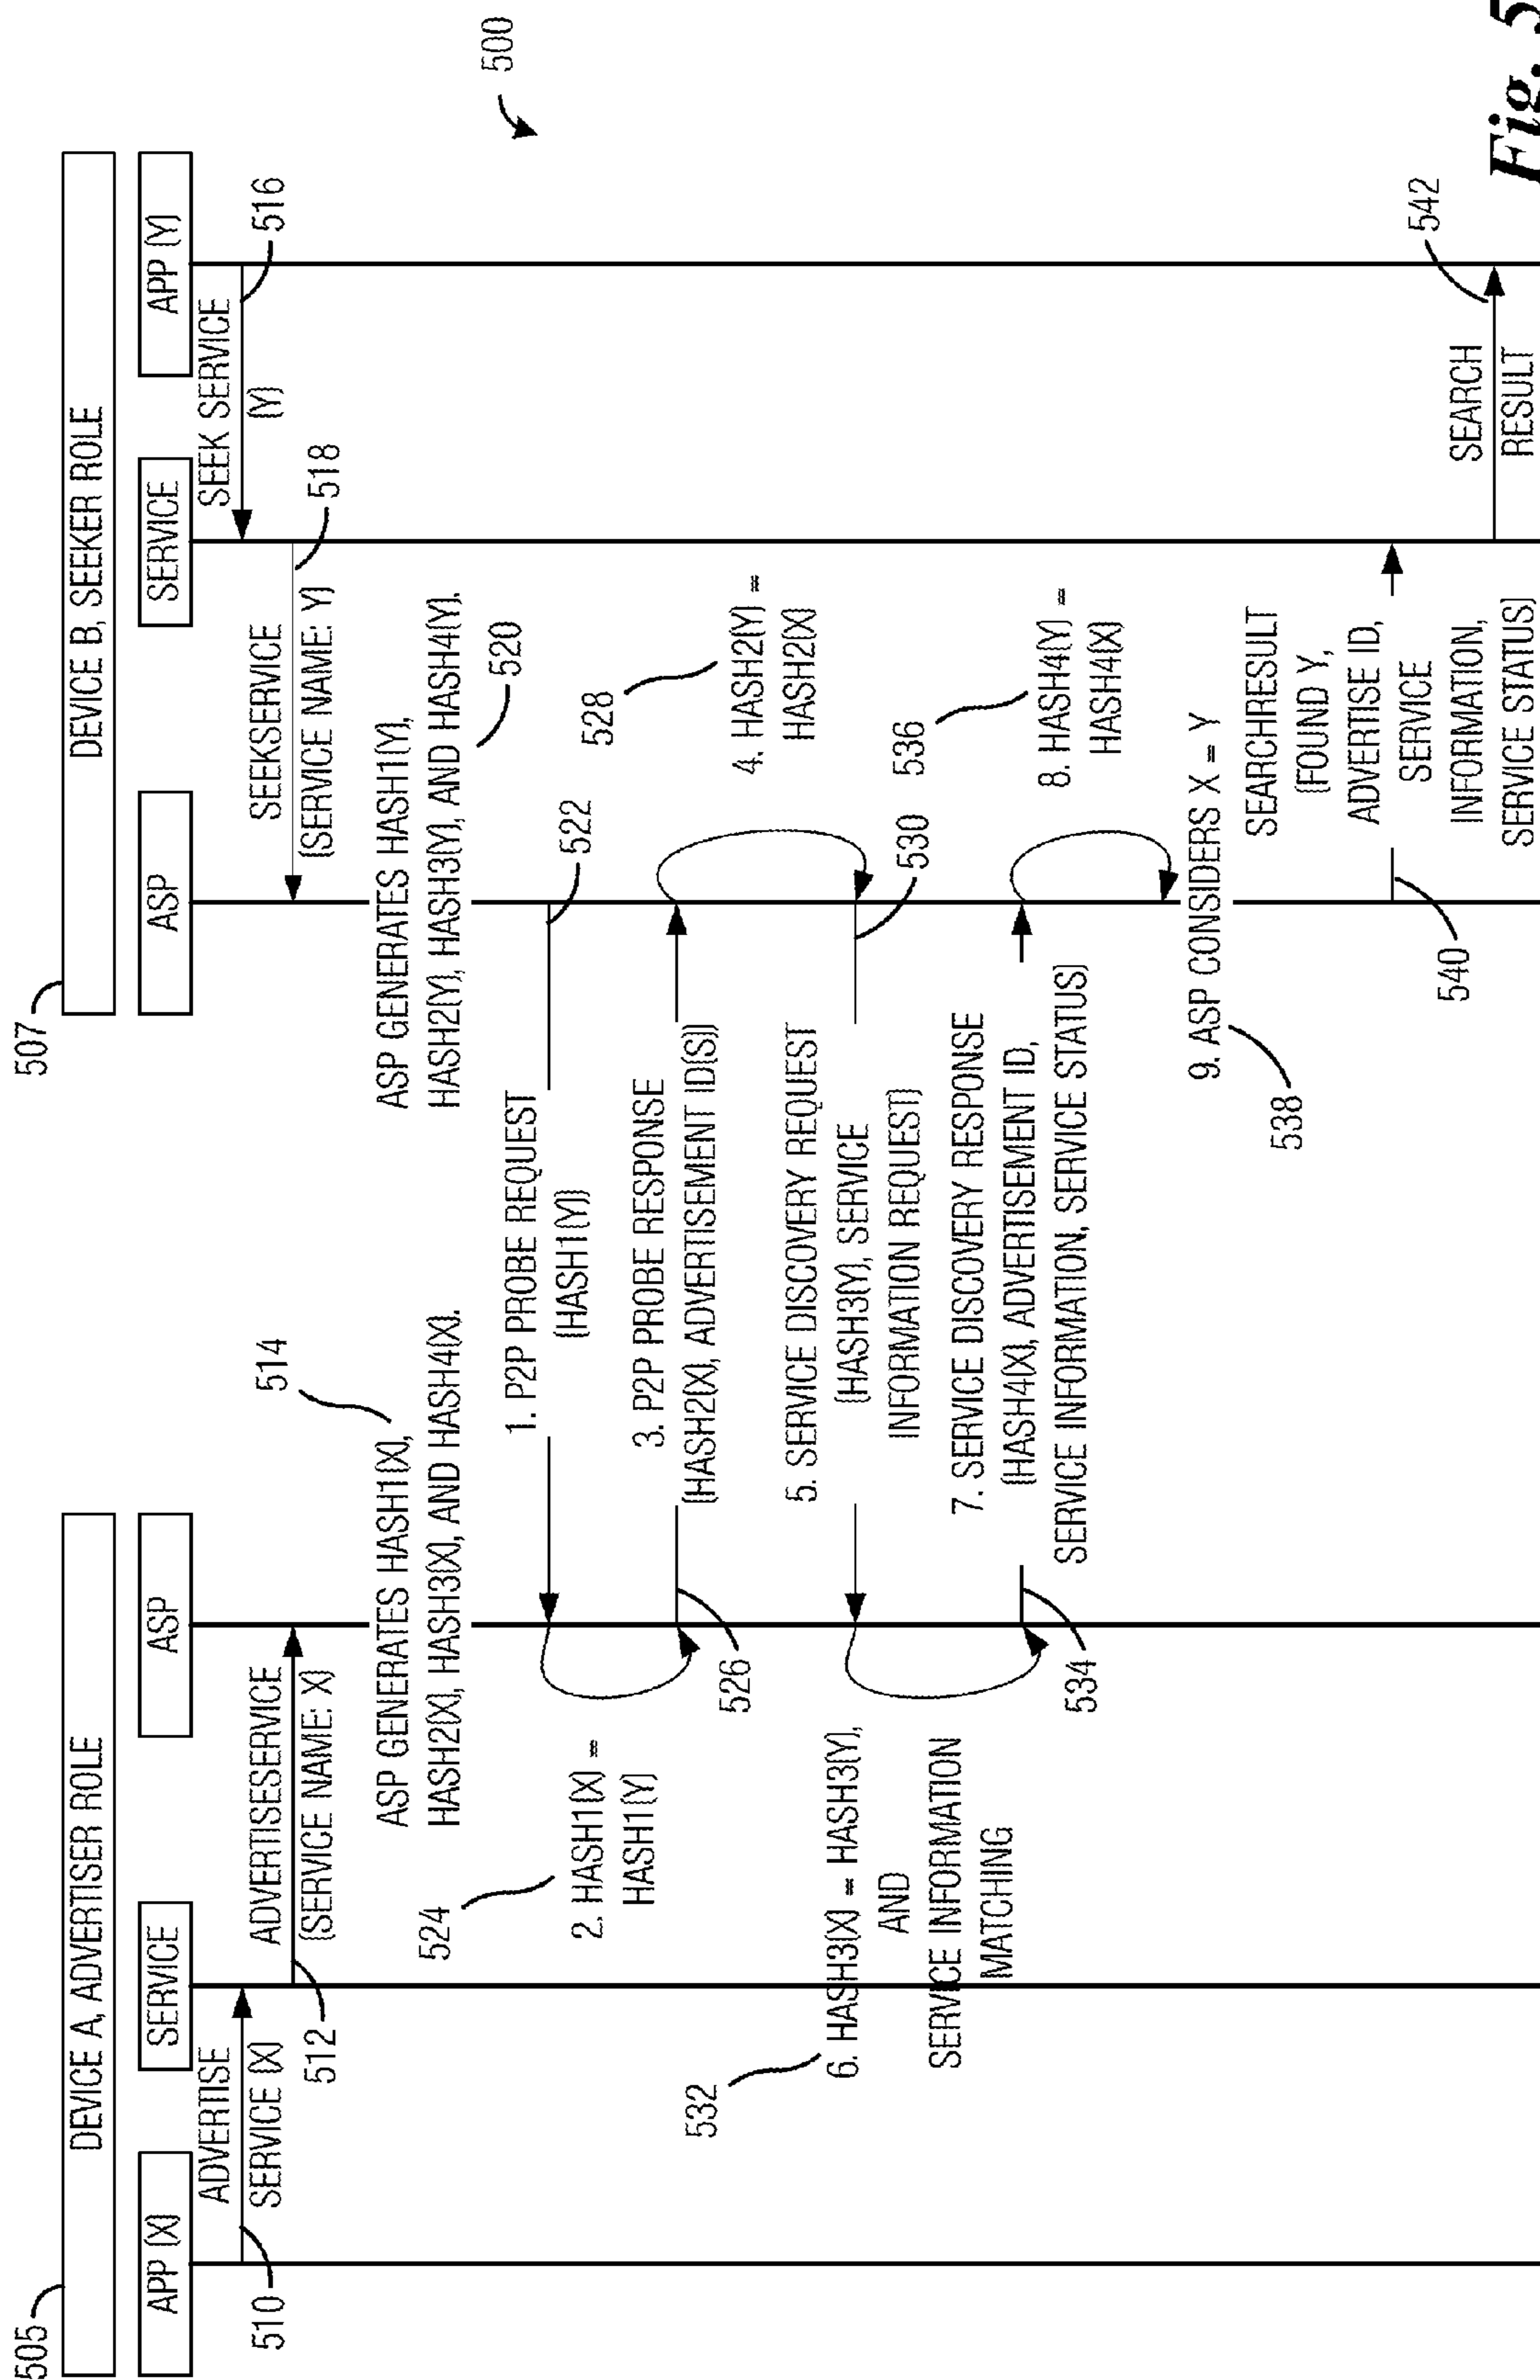 505
507
DEVICE A, ADVERTISER ROLE
DEVICE B, SEEKER ROLE
APP (X)
SERVICE
ASP
ASP
SERVICE
APP (Y)
500
ADVERTISE
SERVICE (X)
510
ADVERTISESERVICE
(SERVICE NAME: X)
512
SEEK SERVICE
(Y)
516
SEEKSERVICE
(SERVICE NAME: Y)
518
ASP GENERATES HASH1(X),
HASH2(X), HASH3(X), AND HASH4(X).
514
ASP GENERATES HASH1(Y),
HASH2(Y), HASH3(Y), AND HASH4(Y).
520
1. P2P PROBE REQUEST
(HASH1(Y))
522
524
2. HASH1(X) =
HASH1(Y)
3. P2P PROBE RESPONSE
(HASH2(X), ADVERTISEMENT ID(S))
526
528
4. HASH2(Y) =
HASH2(X)
5. SERVICE DISCOVERY REQUEST
(HASH3(Y), SERVICE
INFORMATION REQUEST)
530
532
6. HASH3(X) = HASH3(Y),
AND
SERVICE INFORMATION
MATCHING
7. SERVICE DISCOVERY RESPONSE
(HASH4(X), ADVERTISEMENT ID,
SERVICE INFORMATION, SERVICE STATUS)
534
536
8. HASH4(Y) =
HASH4(X)
9. ASP CONSIDERS X = Y
538
SEARCHRESULT
(FOUND Y,
ADVERTISE ID,
SERVICE
INFORMATION,
SERVICE STATUS)
540
SEARCH
RESULT
542
Fig. 5